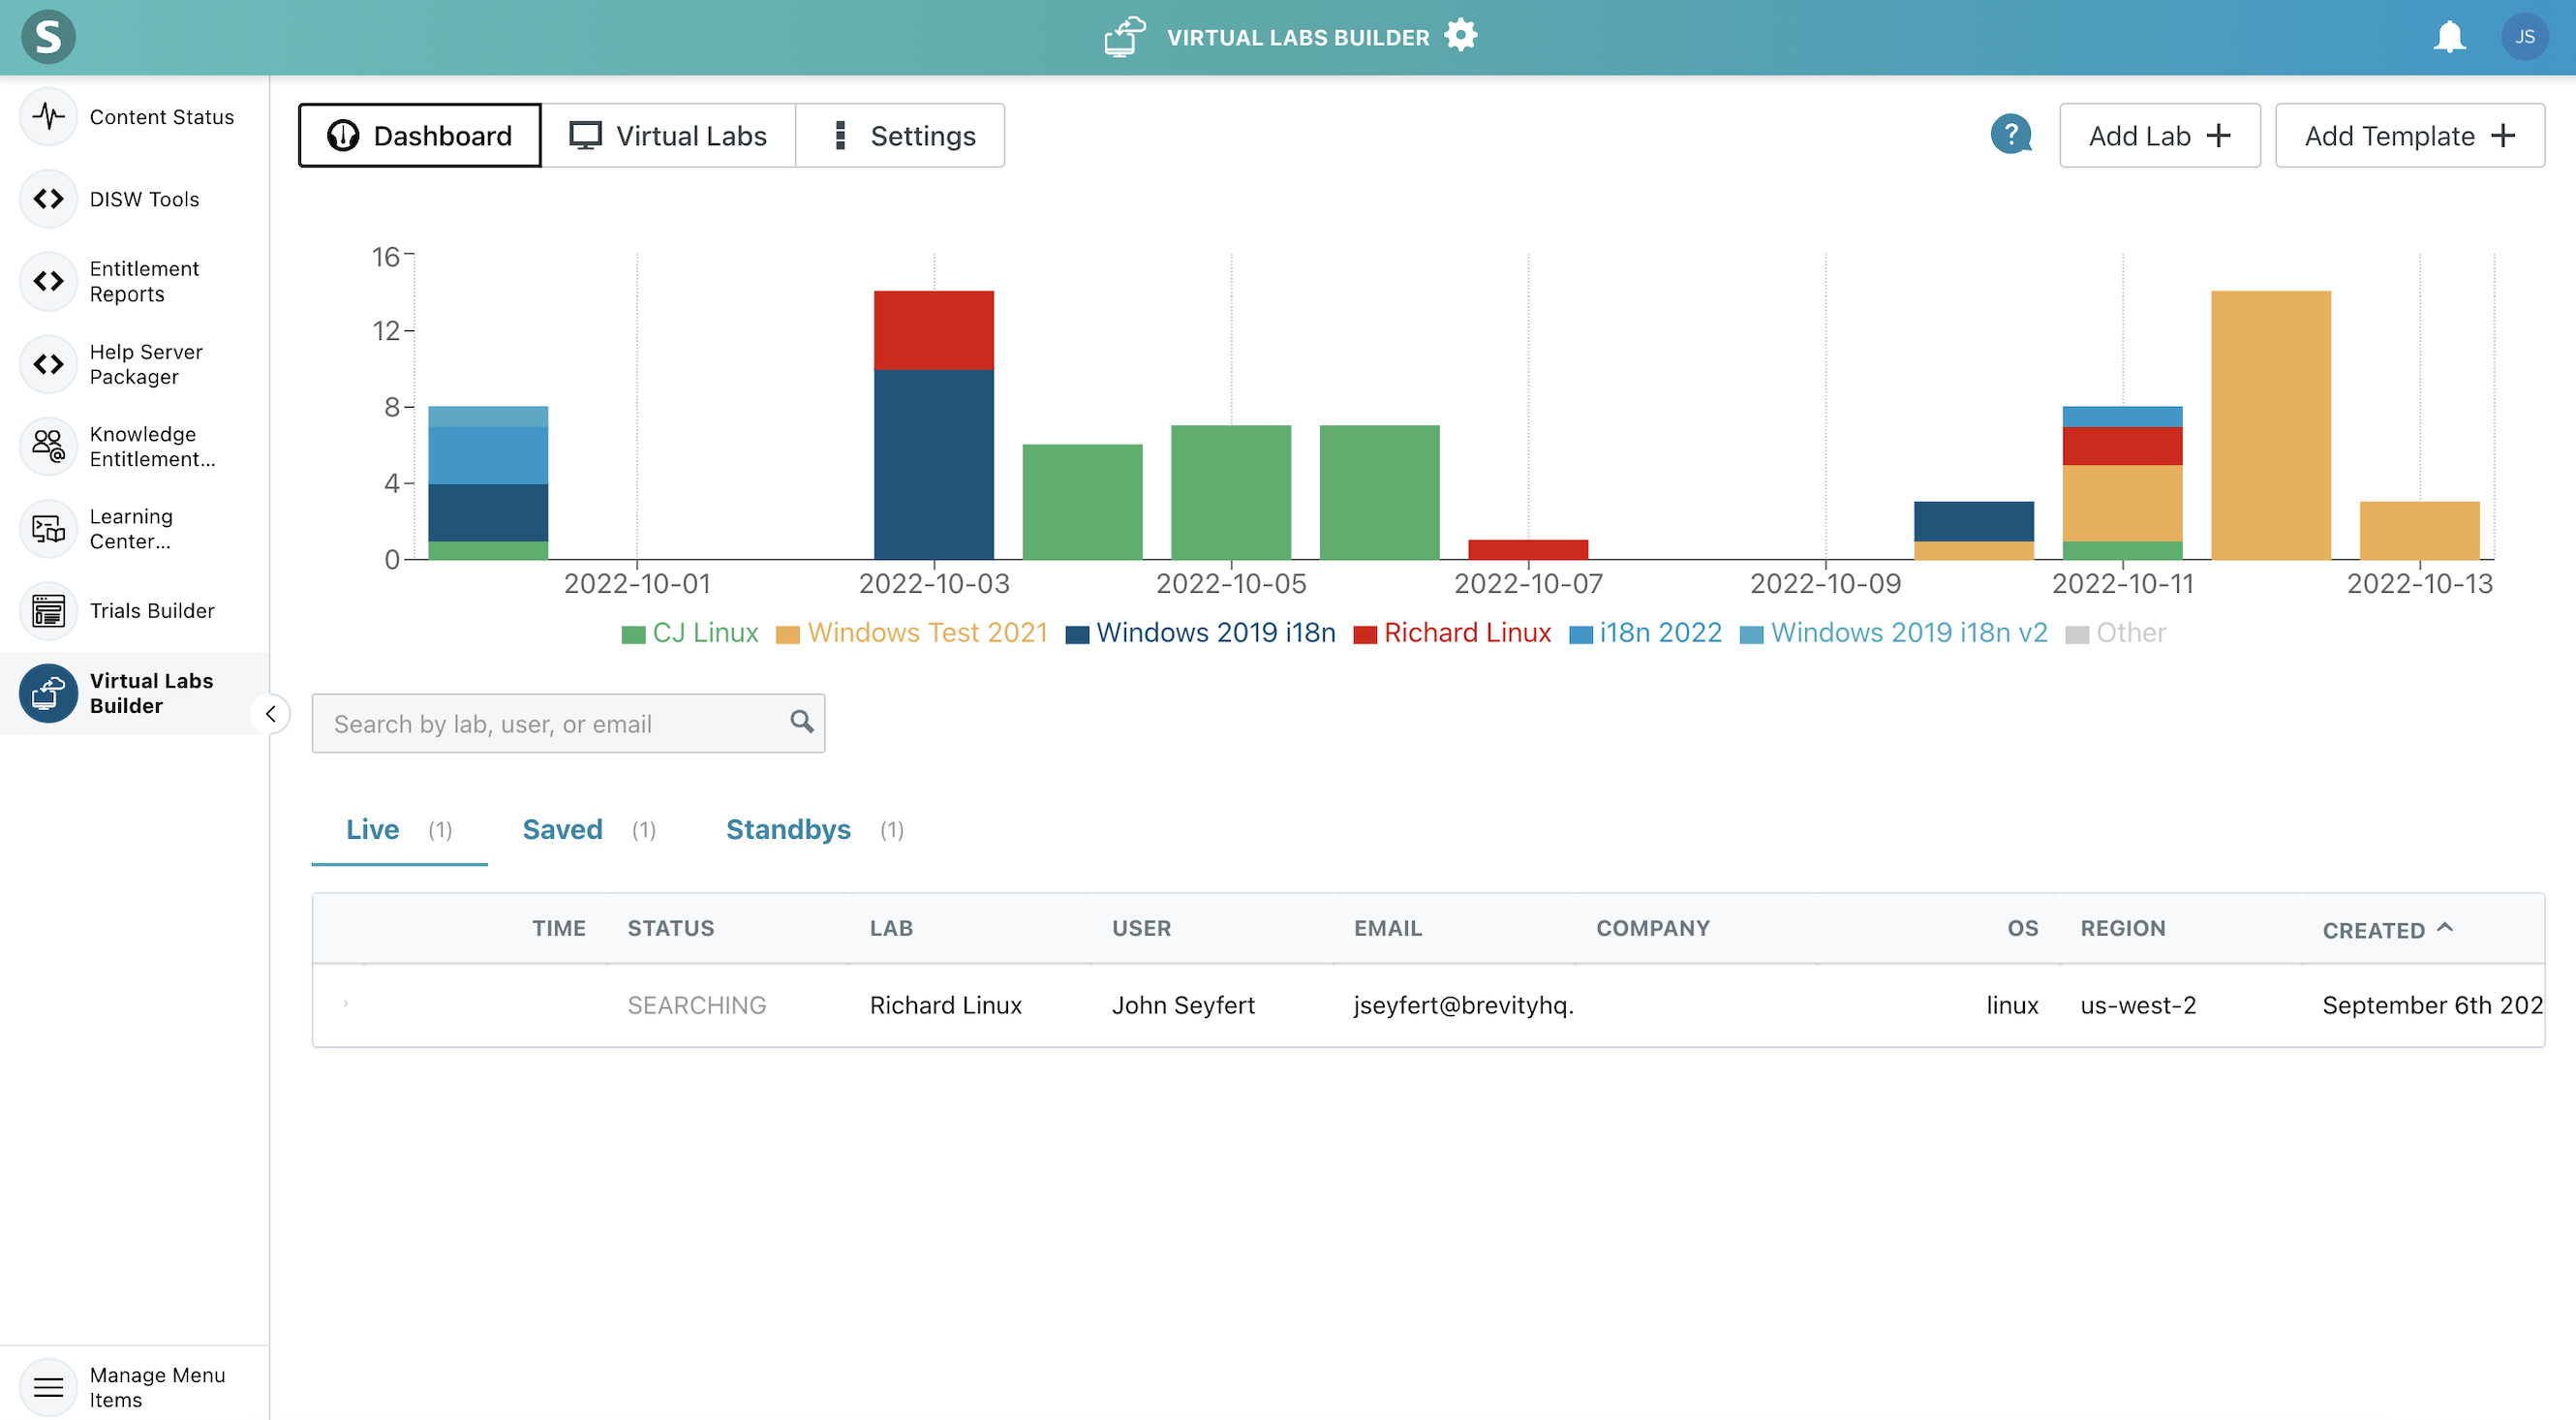 S
VIRTUAL LABS BUILDER
JS
Content Status
DISW Tools
Entitlement
Reports
Help Server
Packager
Knowledge
Entitlement...
Learning
Center...
Trials Builder
Virtual Labs
Builder
Manage Menu
Items
Dashboard
Virtual Labs
Settings
?
Add Lab +
Add Template +
16
12
8
4
0
2022-10-01
2022-10-03
2022-10-05
2022-10-07
2022-10-09
2022-10-11
2022-10-13
CJ Linux
Windows Test 2021
Windows 2019 i18n
Richard Linux
i18n 2022
Windows 2019 i18n v2
Other
Search by lab, user, or email
Live (1)
Saved (1)
Standbys (1)
TIME STATUS LAB USER EMAIL COMPANY OS REGION CREATED
SEARCHING Richard Linux John Seyfert jseyfert@brevityhq. linux us-west-2 September 6th 202